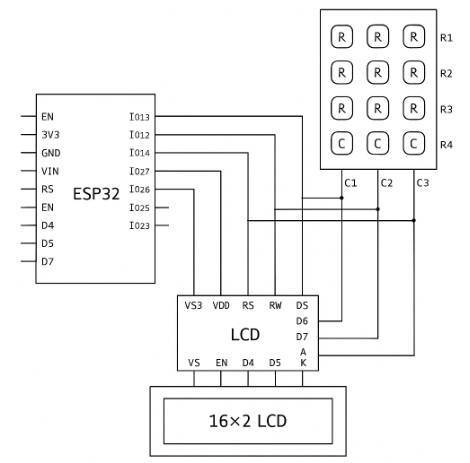 R R R R1
R R R R2
R R R R3
C C C R4
C1 C2 C3
EN IO13
3V3 IO12
GND IO14
VIN IO27
RS ESP32 IO26
EN IO25
D4 IO23
D5
D7
VS3 VDD RS RW DS
D6
LCD D7
A
VS EN D4 D5 K
16×2 LCD